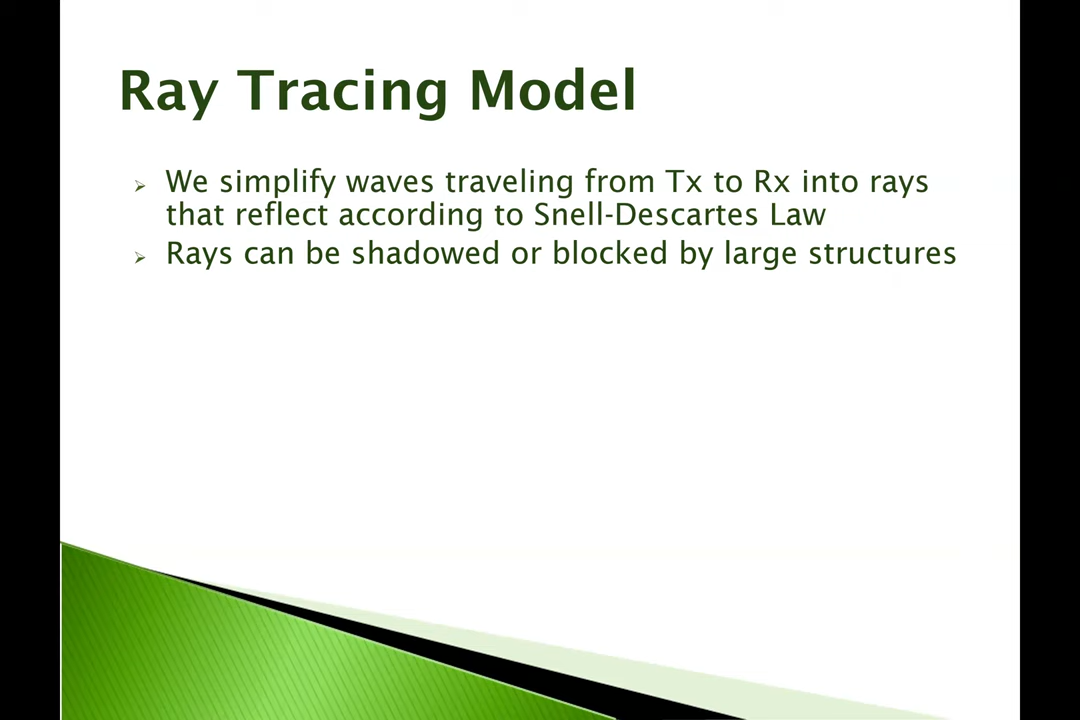 Ray Tracing Model
We simplify waves traveling from Tx to Rx into rays
that reflect according to Snell-Descartes Law
Rays can be shadowed or blocked by large structures